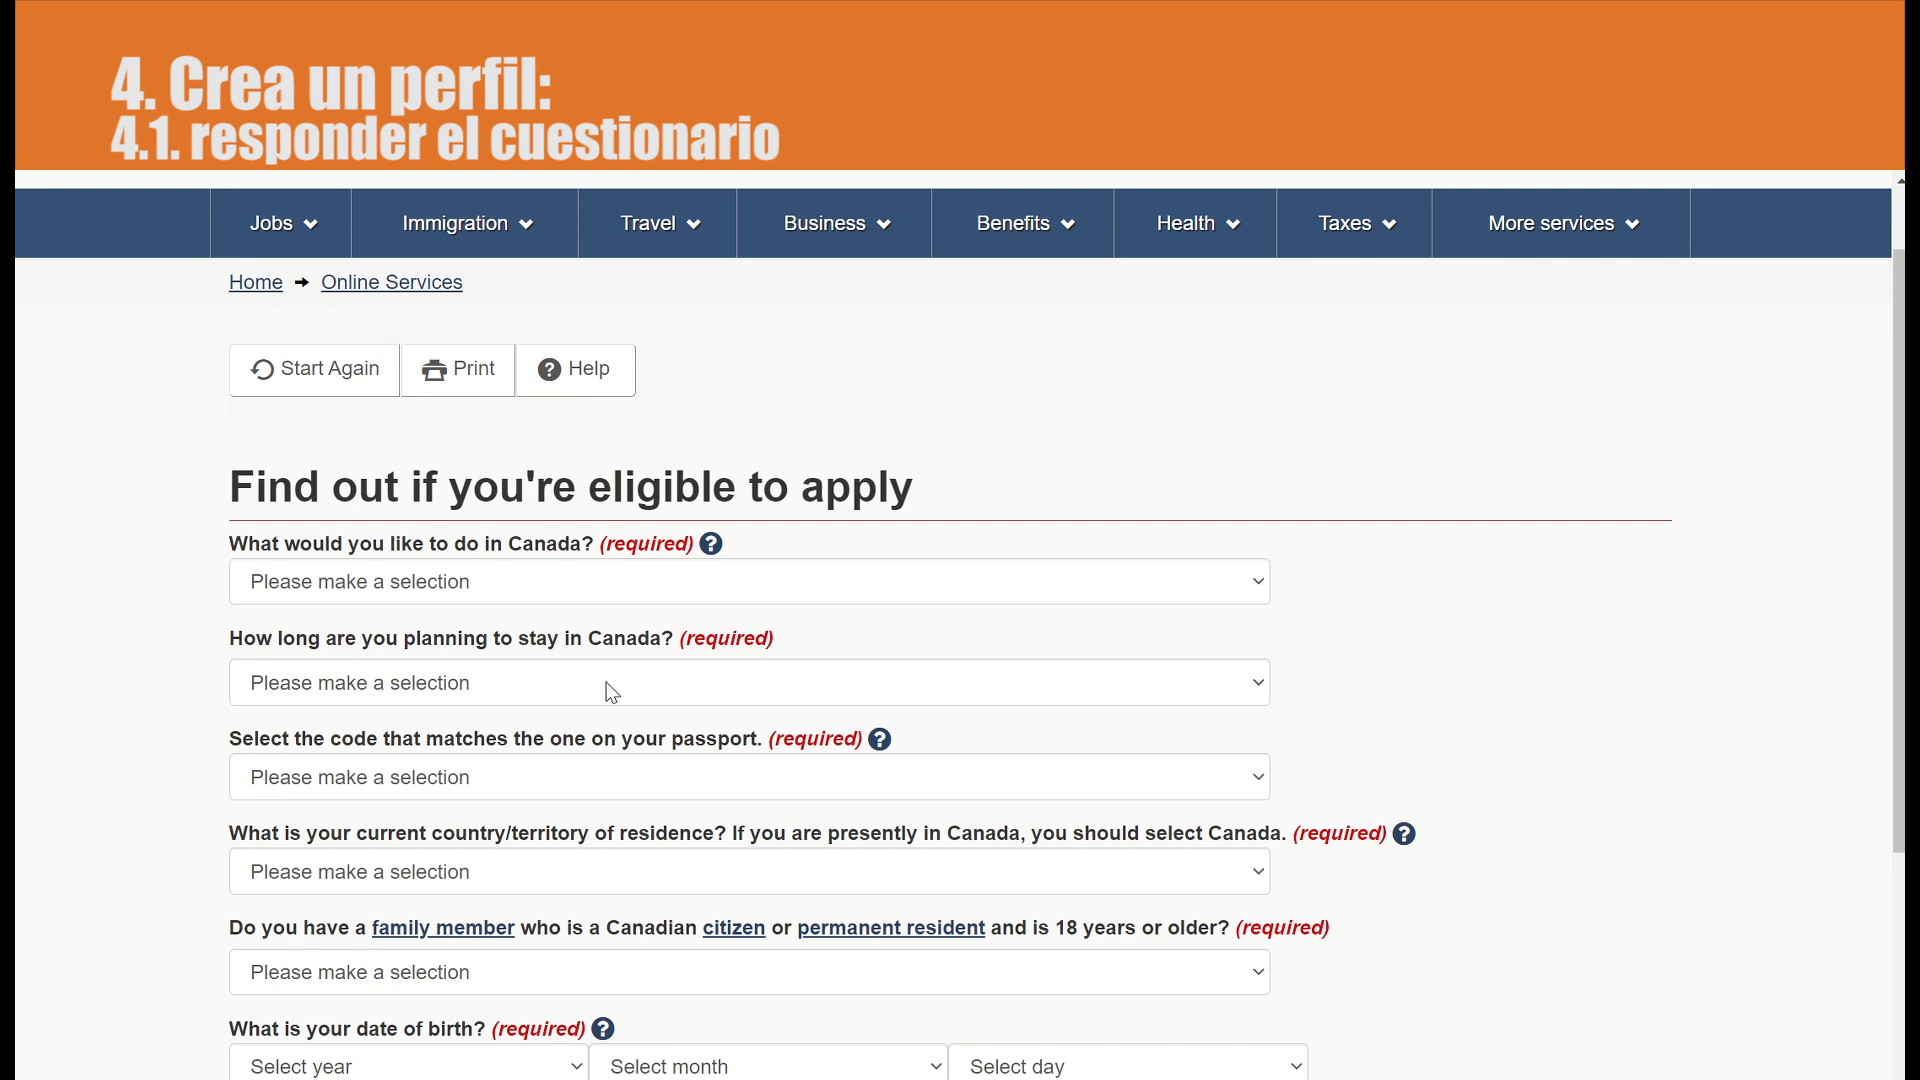 4. Crea un perfil:
4.1. responder el cuestionario
Jobs Immigration Travel Business Benefits Health Taxes More services
Home Online Services
Start Again Print Help
Find out if you're eligible to apply
What would you like to do in Canada? (required)
Please make a selection
How long are you planning to stay in Canada? (required)
Please make a selection
Select the code that matches the one on your passport. (required)
Please make a selection
What is your current country/territory of residence? If you are presently in Canada, you should select Canada. (required)
Please make a selection
Do you have a family member who is a Canadian citizen or permanent resident and is 18 years or older? (required)
Please make a selection
What is your date of birth? (required)
Select year Select month Select day